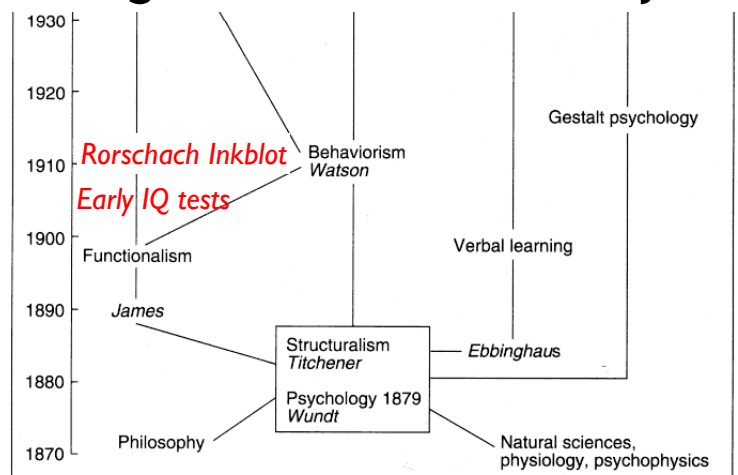 1930
1920
Gestalt psychology
1910
Rorschach Inkblot
Behaviorism
Watson
Early IQ tests
1900
Functionalism
Verbal learning
1890
James
Structuralism
Titchener
Ebbinghaus
1880
Psychology 1879
Wundt
Philosophy
Natural sciences,
physiology, psychophysics
1870